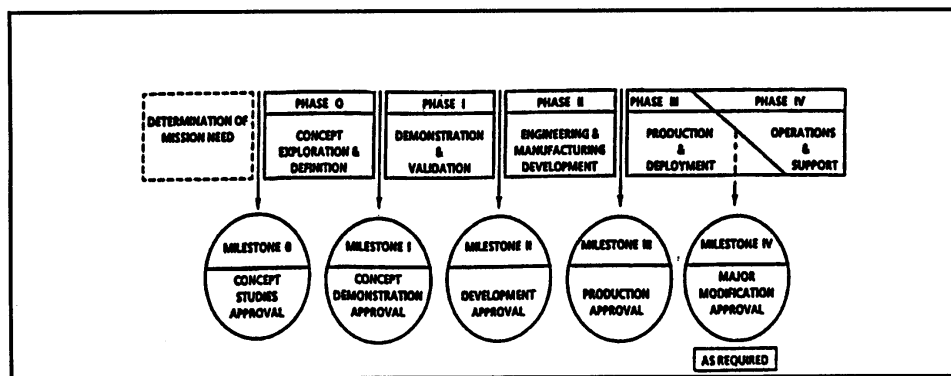 DETERMINATION OF
MISSION NEED
PHASE 0
CONCEPT
EXPLORATION &
DEFINITION
PHASE I
DEMONSTRATION
&
VALIDATION
PHASE II
ENGINEERING &
MANUFACTURING
DEVELOPMENT
PHASE III
PRODUCTION
&
DEPLOYMENT
PHASE IV
OPERATIONS
&
SUPPORT
MILESTONE 0
CONCEPT
STUDIES
APPROVAL
MILESTONE I
CONCEPT
DEMONSTRATION
APPROVAL
MILESTONE II
DEVELOPMENT
APPROVAL
MILESTONE III
PRODUCTION
APPROVAL
MILESTONE IV
MAJOR
MODIFICATION
APPROVAL
AS REQUIRED